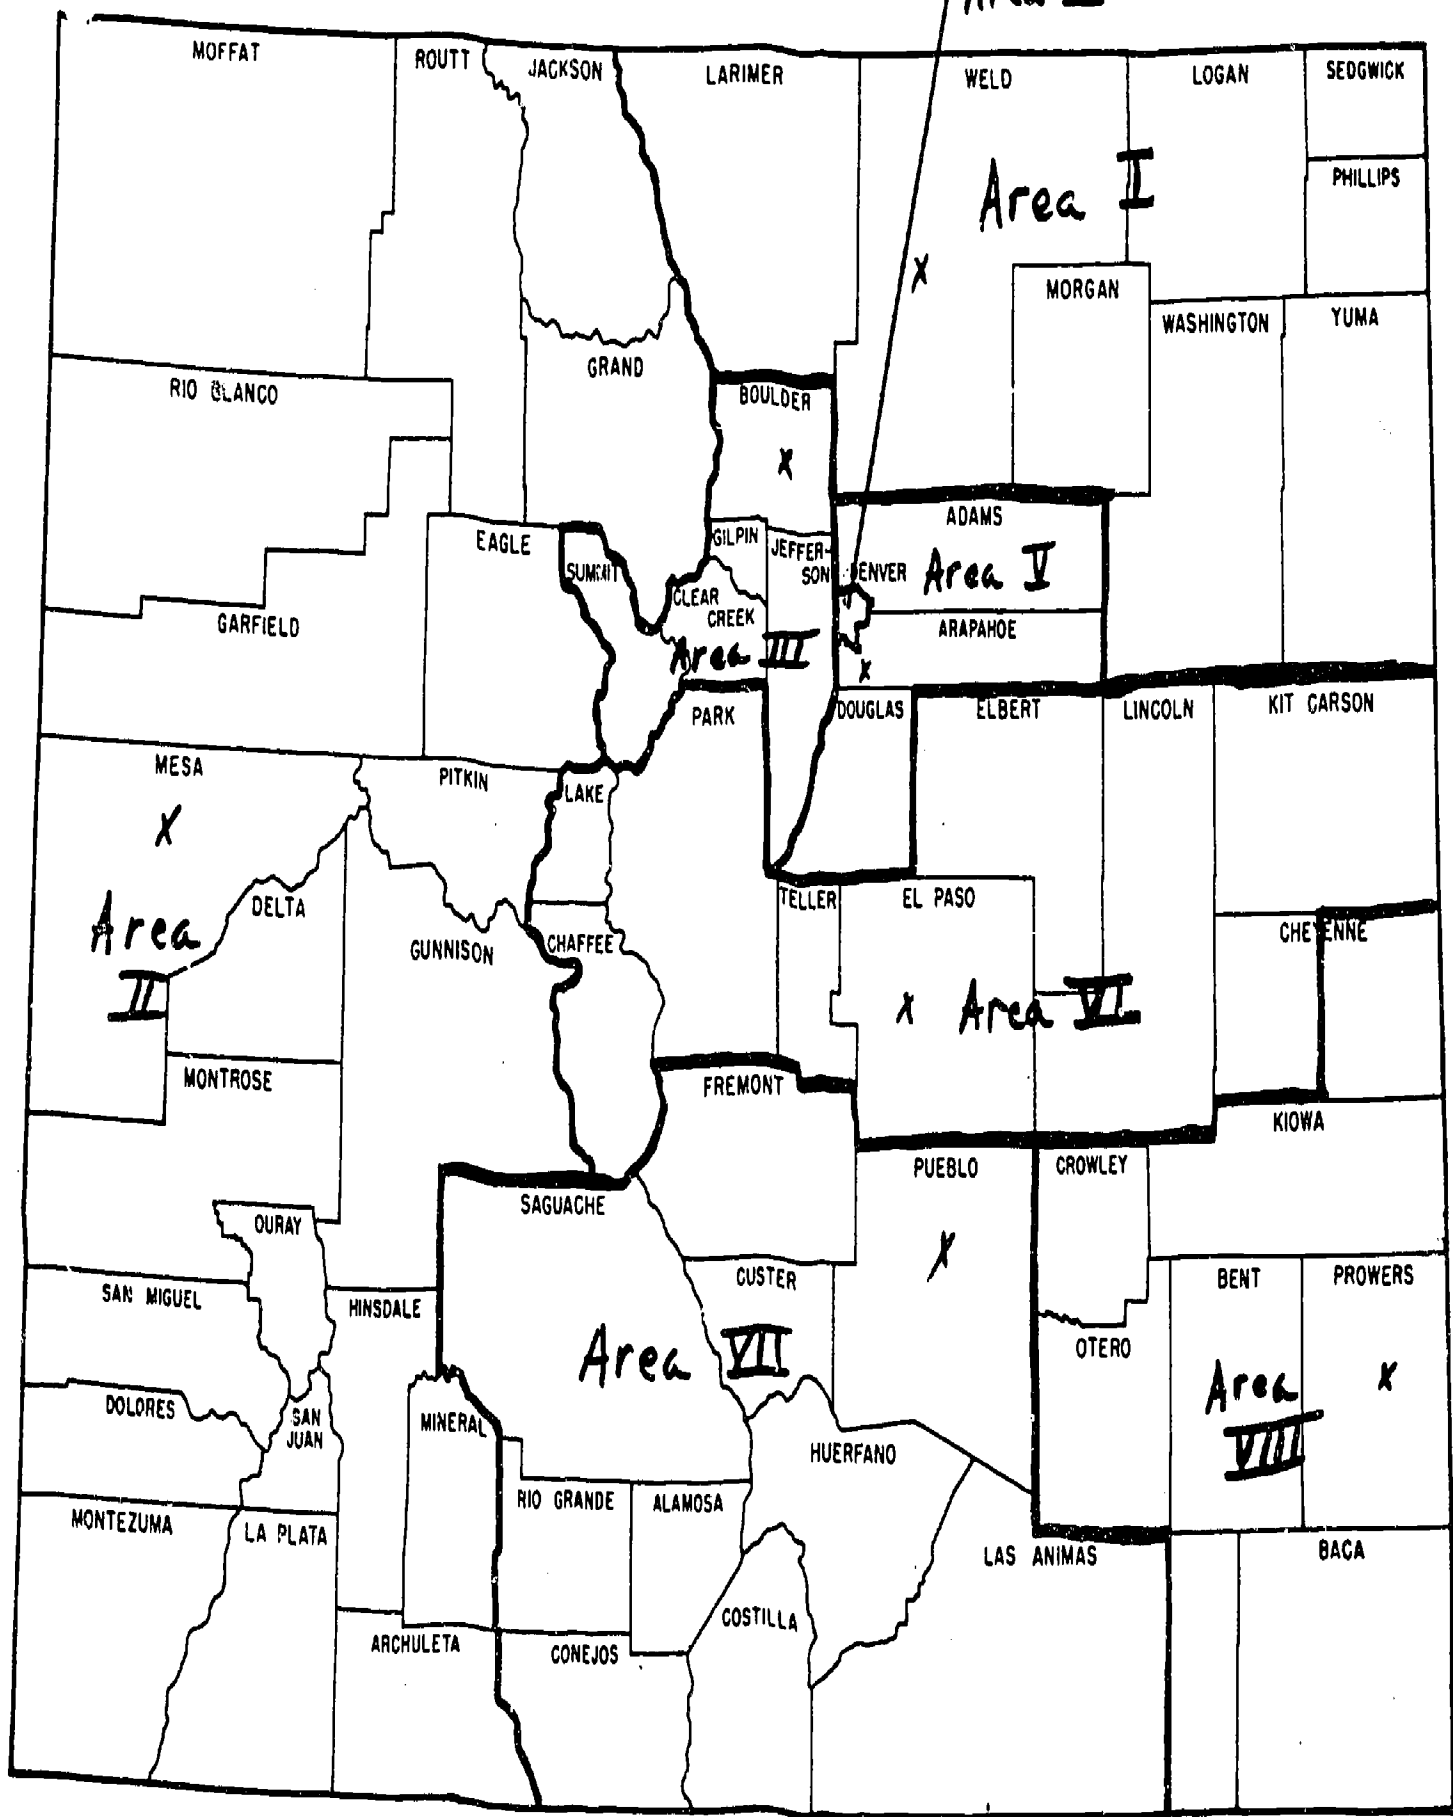 Area
MOFFAT
ROUTT
JACKSON
LARIMER
WELD
LOGAN
SEDGWICK
PHILLIPS
Area I
X
MORGAN
WASHINGTON
YUMA
GRAND
RIO BLANCO
BOULDER
X
ADAMS
EAGLE
GILPIN
JEFFER-
SON
SUMMIT
DENVER
Area V
CLEAR
CREEK
GARFIELD
ARAPAHOE
Area III
X
PARK
DOUGLAS
ELBERT
LINCOLN
KIT CARSON
MESA
PITKIN
LAKE
X
DELTA
TELLER
EL PASO
Area
II
GUNNISON
CHAFFEE
CHEYENNE
X Area VI
MONTROSE
FREMONT
KIOWA
PUEBLO
CROWLEY
SAGUACHE
OURAY
X
SAN MIGUEL
HINSDALE
CUSTER
BENT
PROWERS
Area VII
OTERO
Area
VIII
X
DOLORES
SAN
JUAN
MINERAL
HUERFANO
RIO GRANDE
ALAMOSA
MONTEZUMA
LA PLATA
LAS ANIMAS
BACA
COSTILLA
ARCHULETA
CONEJOS